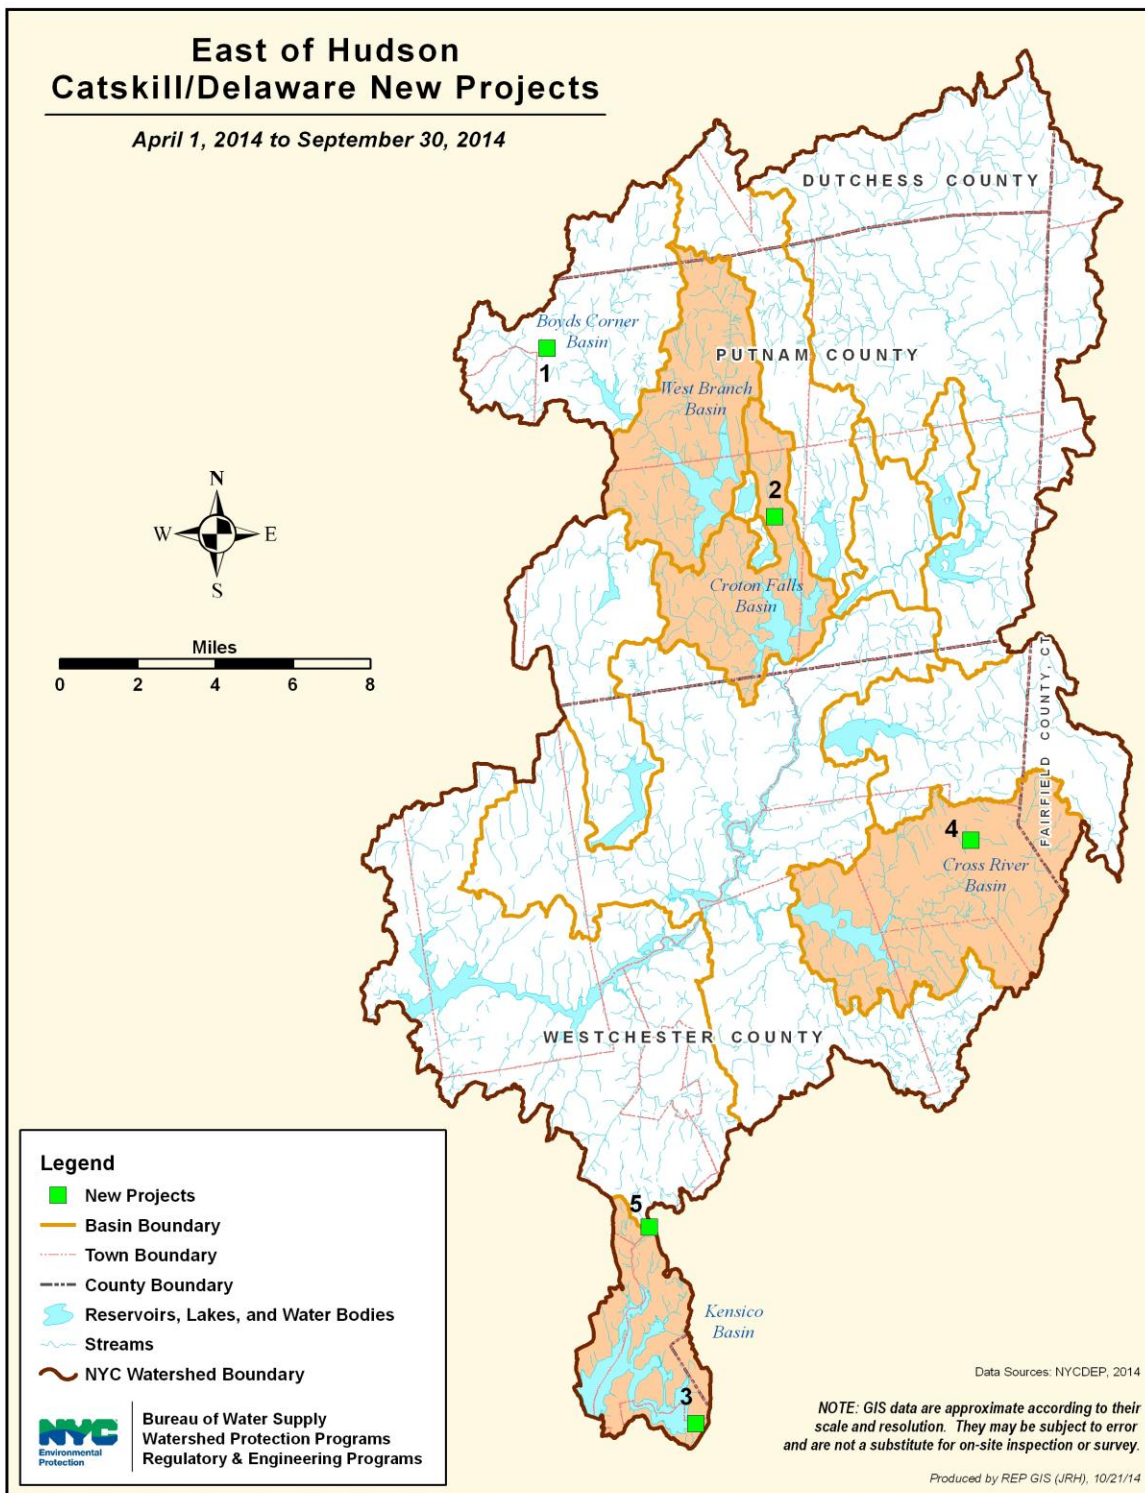 East of Hudson
Catskill/Delaware New Projects
April 1, 2014 to September 30, 2014
DUTCHESS COUNTY
Boyds Corner
Basin
1
PUTNAM COUNTY
West Branch
Basin
2
N
W E
S
Croton Falls
Basin
Miles
0 2 4 6 8
FAIRFIELD COUNTY, CT
4
Cross River
Basin
WESTCHESTER COUNTY
5
Kensico
Basin
3
Legend
New Projects
Basin Boundary
Town Boundary
County Boundary
Reservoirs, Lakes, and Water Bodies
Streams
NYC Watershed Boundary
NYC
Environmental
Protection
Bureau of Water Supply
Watershed Protection Programs
Regulatory & Engineering Programs
Data Sources: NYCDEP, 2014
NOTE: GIS data are approximate according to their
scale and resolution. They may be subject to error
and are not a substitute for on-site inspection or survey.
Produced by REP GIS (JRH), 10/21/14